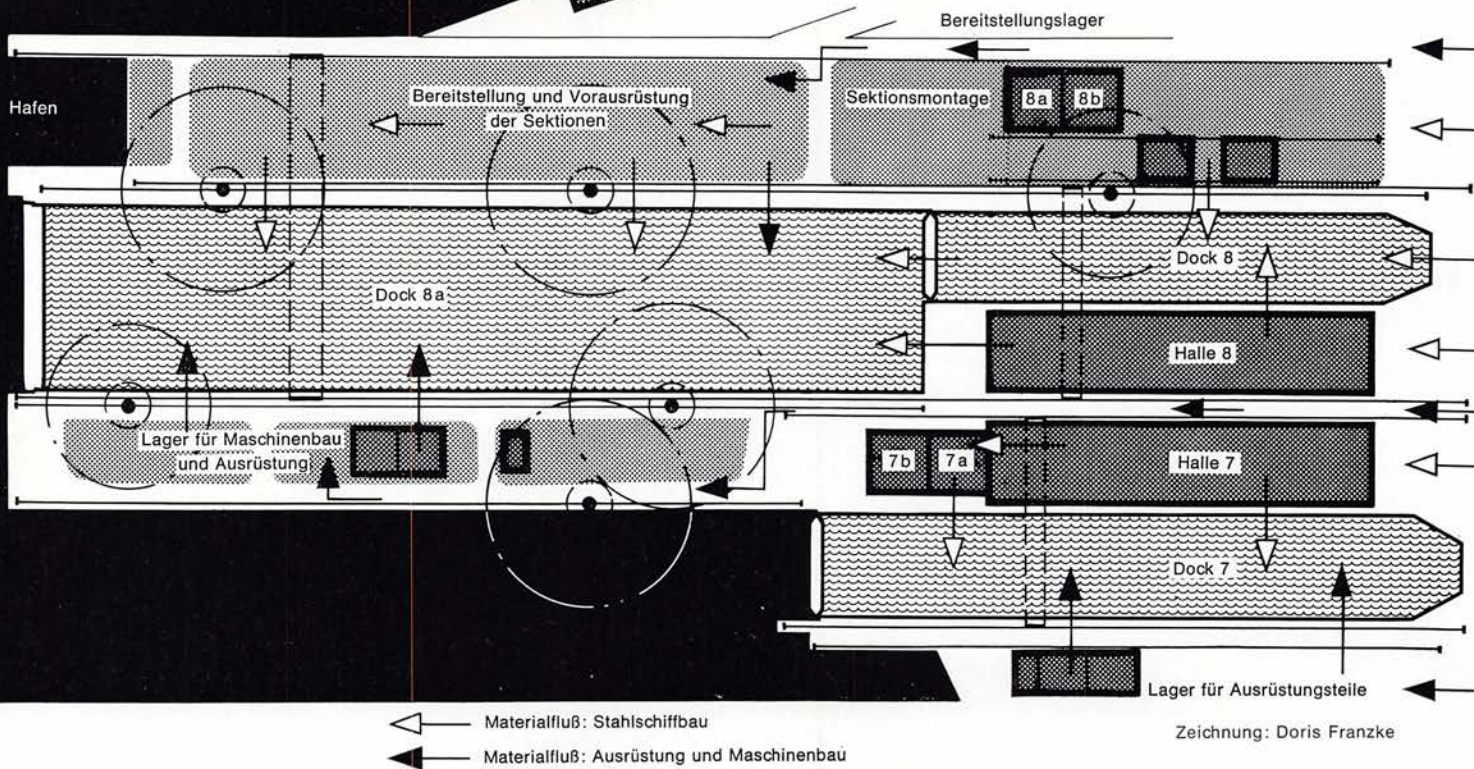 Bereitstellungslager
Hafen
Bereitstellung und Vorausrüstung
der Sektionen
Sektionsmontage
8a
8b
Dock 8a
Dock 8
Halle 8
Lager für Maschinenbau
und Ausrüstung
7b
7a
Halle 7
Dock 7
Lager für Ausrüstungsteile
Materialfluß: Stahlschiffbau
Materialfluß: Ausrüstung und Maschinenbau
Zeichnung: Doris Franzke